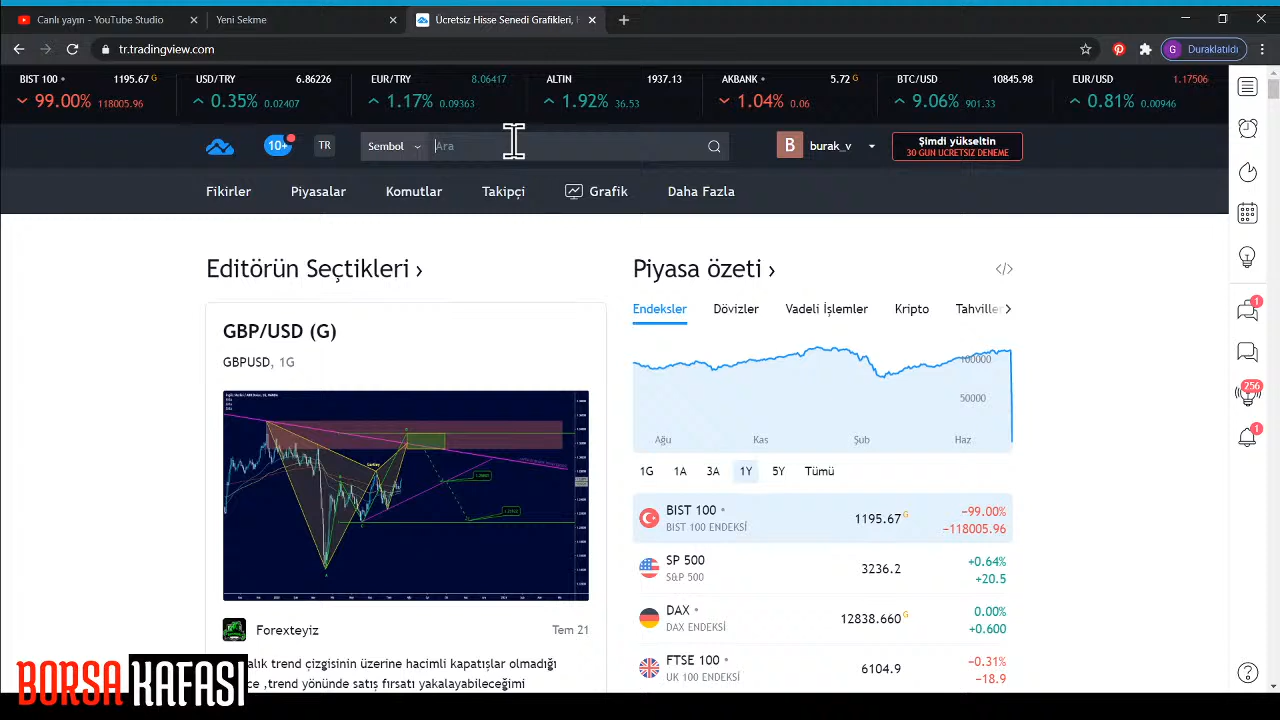 Canlı yayın - YouTube Studio
Yeni Sekme
Ücretsiz Hisse Senedi Grafikleri, H
tr.tradingview.com
G Duraklatıldı
BIST 100 1195.67 G
99.00% 118005.96
USD/TRY 6.86226
0.35% 0.02407
EUR/TRY 8.06417
1.17% 0.09363
ALTIN 1937.13
1.92% 36.53
AKBANK 5.72 G
1.04% 0.06
BTC/USD 10845.98
9.06% 901.33
EUR/USD 1.17506
0.81% 0.00946
10+
TR
Sembol
Ara
B burak_v
Şimdi yükseltin
30 GÜN ÜCRETSİZ DENEME
Fikirler
Piyasalar
Komutlar
Takipçi
Grafik
Daha Fazla
Editörün Seçtikleri ›
GBP/USD (G)
GBPUSD, 1G
Forexteyiz
Tem 21
alık trend çizgisinin üzerine hacimli kapatışlar olmadığı
ce ,trend yönünde satış fırsatı yakalayabileceğimi
Piyasa özeti ›
</>
Endeksler
Dövizler
Vadeli İşlemler
Kripto
Tahviller
100000
50000
Ağu
Kas
Şub
Haz
1G
1A
3A
1Y
5Y
Tümü
BIST 100
BIST 100 ENDEKSİ
1195.67 G
−99.00%
−118005.96
SP 500
S&P 500
3236.2
+0.64%
+20.5
DAX
DAX ENDEKSİ
12838.660 G
0.00%
+0.600
FTSE 100
UK 100 ENDEKSİ
6104.9
−0.31%
−18.9
1
256
1
BORSA KAFASI